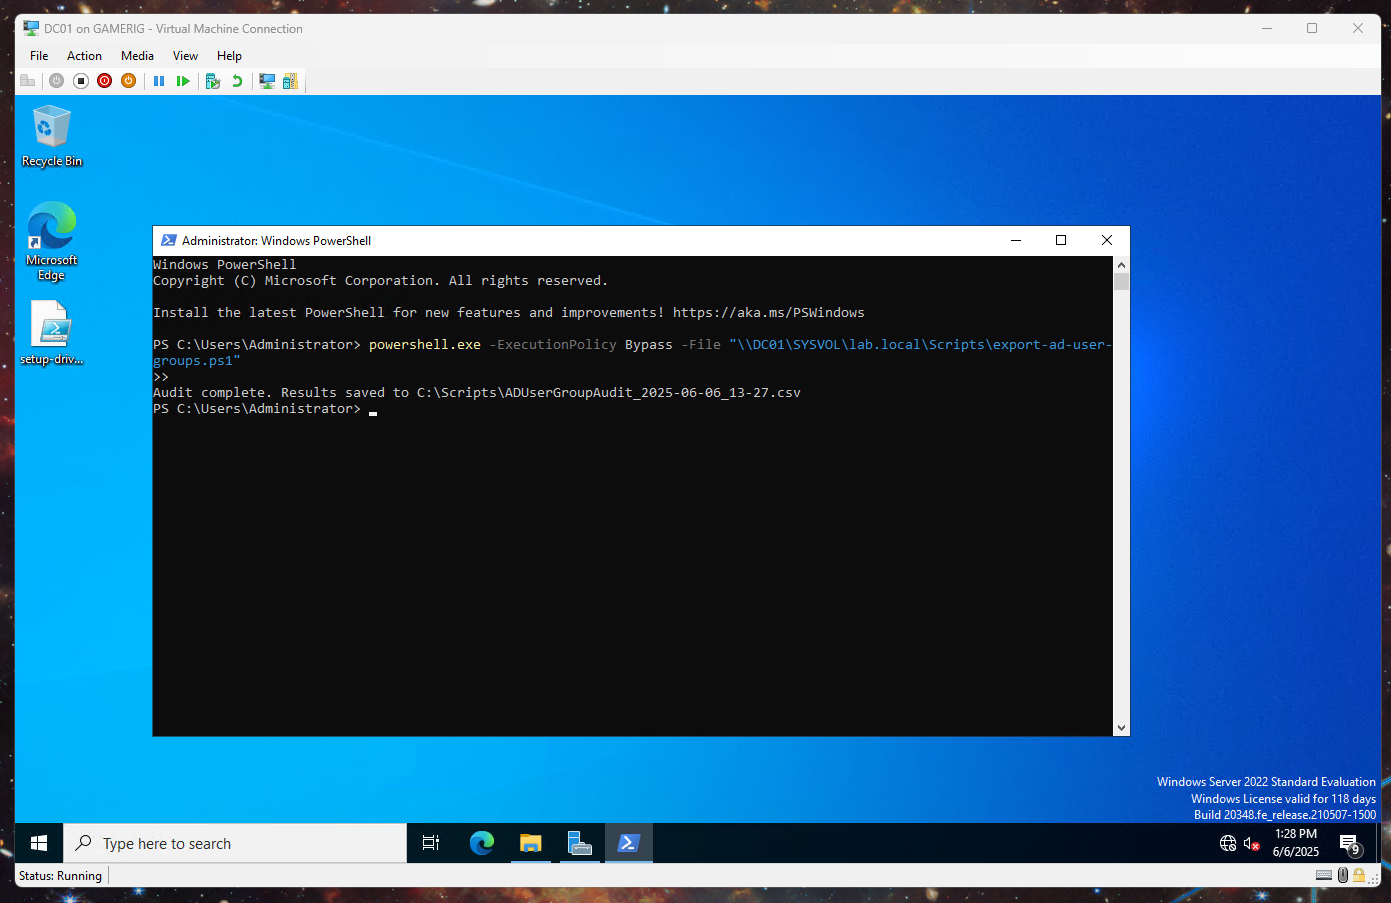 DC01 on GAMERIG - Virtual Machine Connection
File Action Media View Help
Recycle Bin
Microsoft
Edge
setup-driv...
Administrator: Windows PowerShell
Windows PowerShell
Copyright (C) Microsoft Corporation. All rights reserved.
Install the latest PowerShell for new features and improvements! https://aka.ms/PSWindows
PS C:\Users\Administrator> powershell.exe -ExecutionPolicy Bypass -File "\\DC01\SYSVOL\lab.local\Scripts\export-ad-user-
groups.ps1"
>>
Audit complete. Results saved to C:\Scripts\ADUserGroupAudit_2025-06-06_13-27.csv
PS C:\Users\Administrator>
Windows Server 2022 Standard Evaluation
Windows License valid for 118 days
Build 20348.fe_release.210507-1500
Type here to search
1:28 PM
6/6/2025
9
Status: Running